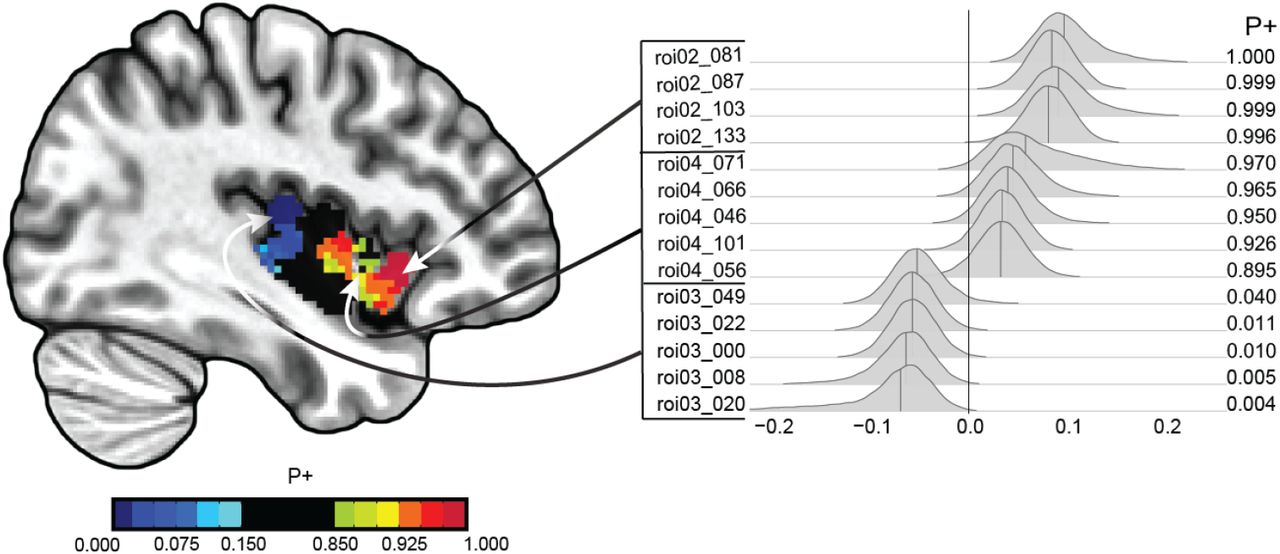 P+
roi02_081 1.000
roi02_087 0.999
roi02_103 0.999
roi02_133 0.996
roi04_071 0.970
roi04_066 0.965
roi04_046 0.950
roi04_101 0.926
roi04_056 0.895
roi03_049 0.040
roi03_022 0.011
roi03_000 0.010
roi03_008 0.005
roi03_020 0.004
−0.2 −0.1 0.0 0.1 0.2
P+
0.000 0.075 0.150 0.850 0.925 1.000